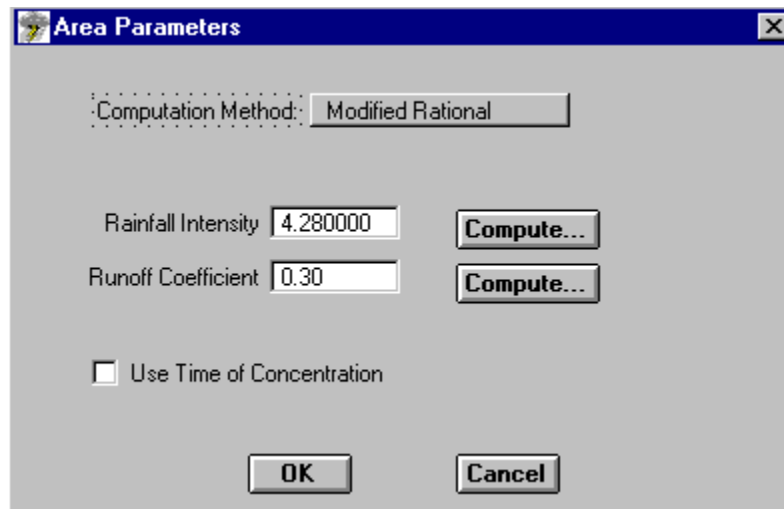 Area Parameters
Computation Method: Modified Rational
Rainfall Intensity 4.280000 Compute...
Runoff Coefficient 0.30 Compute...
Use Time of Concentration
OK Cancel